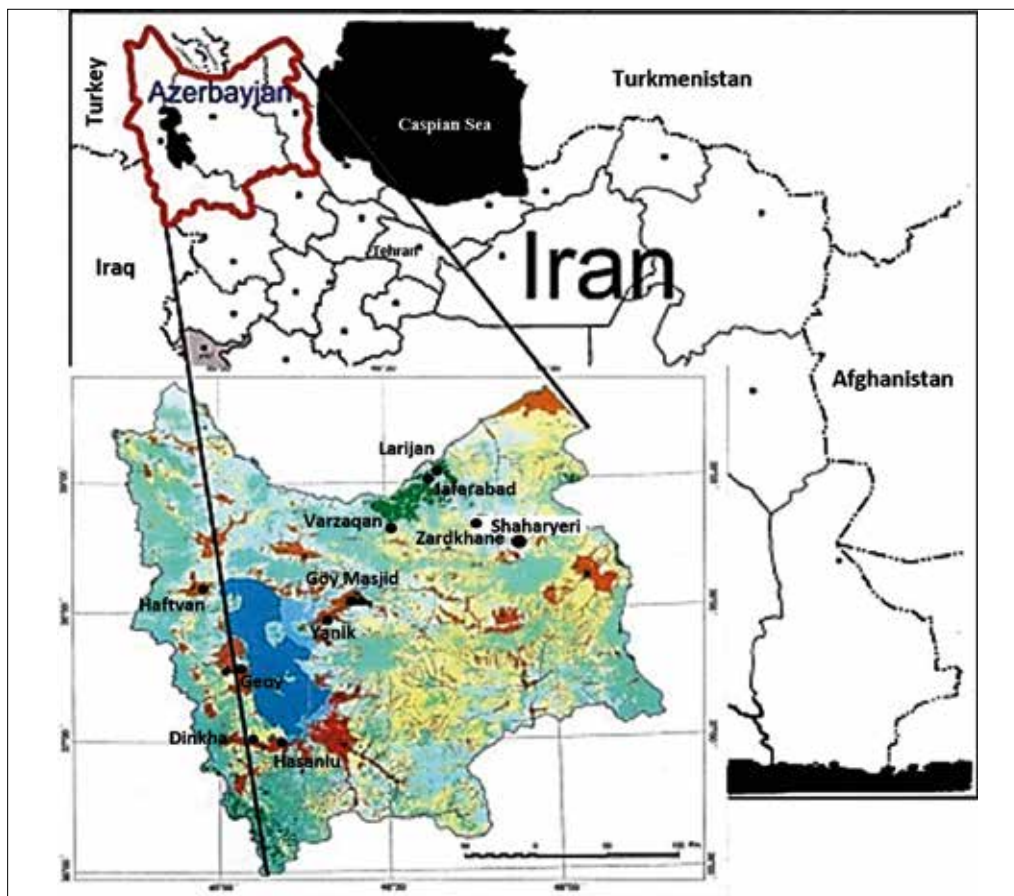 Turkey
Azerbayjan
Caspian Sea
Turkmenistan
Iraq
Tehran
Iran
Afghanistan
Larijan
Jafarabad
Varzaqan
Zardkhane
Shaharyeri
Goy Masjid
Haftvan
Yanik
Geoy
Dinkha
Hasanlu